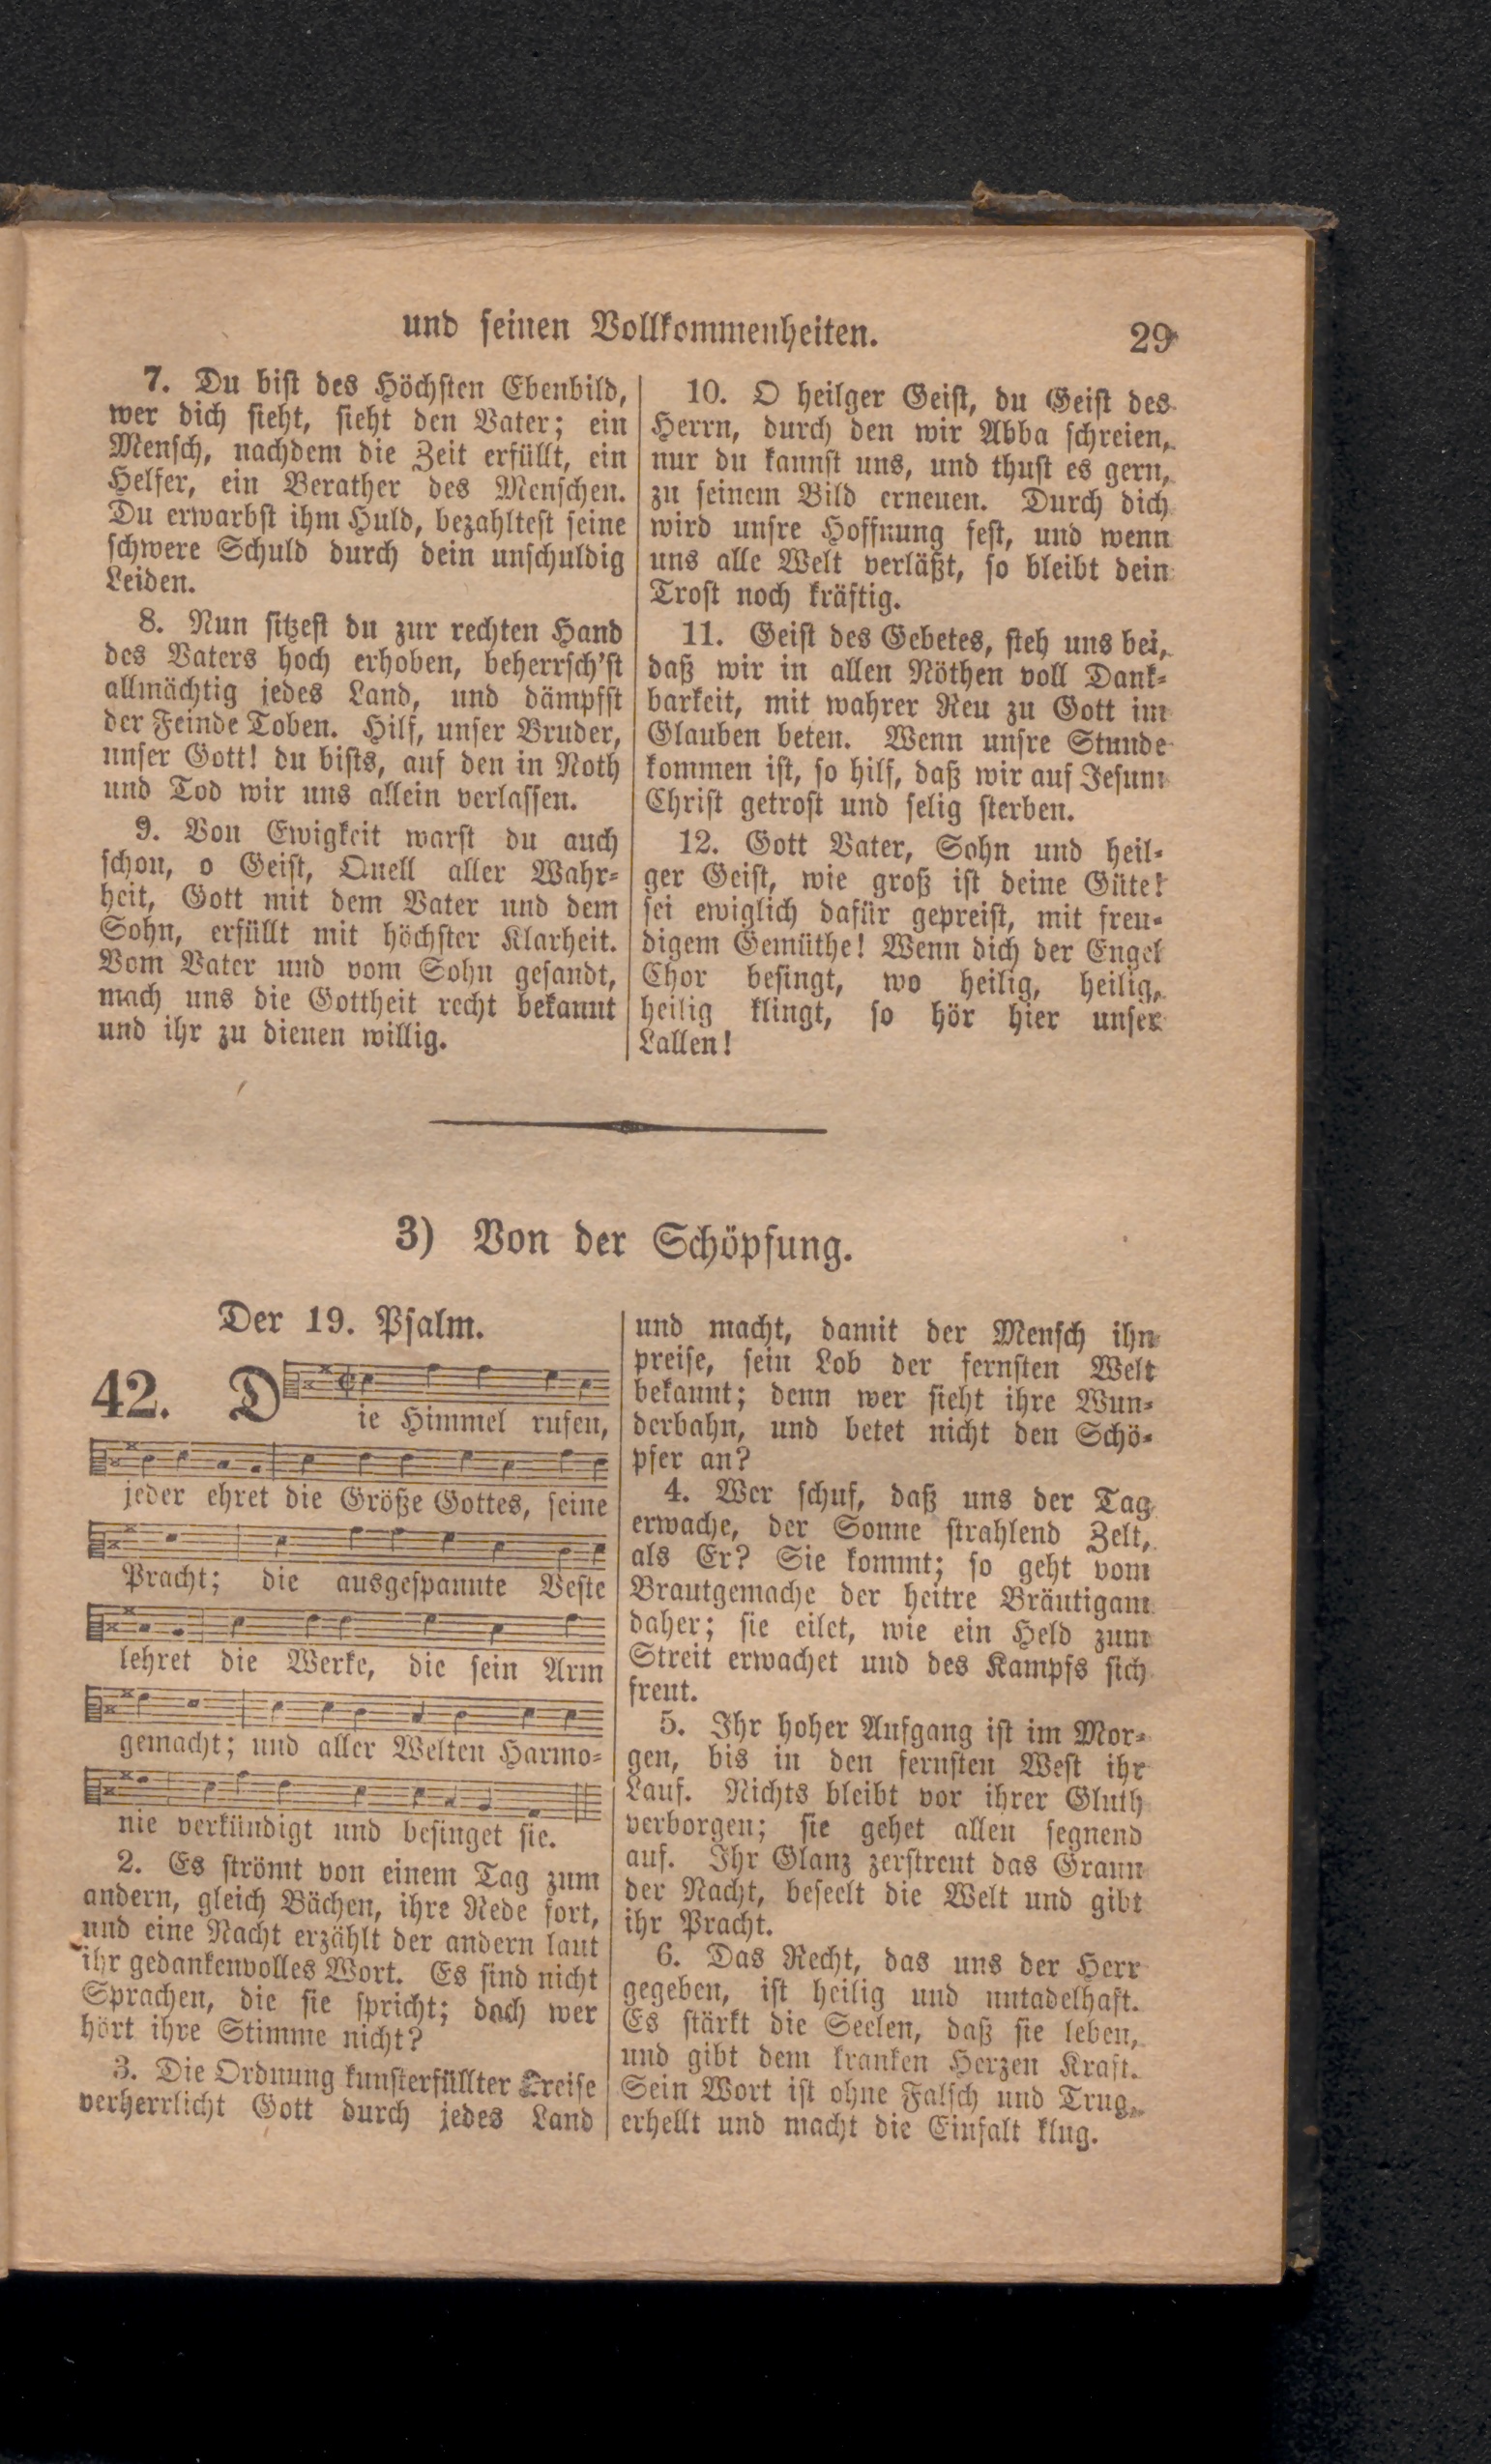 und seinen Vollkommenheiten.
29
7. Du bist des Höchsten Ebenbild,
wer dich sieht, sieht den Vater; ein
Mensch, nachdem die Zeit erfüllt, ein
Helfer, ein Berather des Menschen.
Du erwarbst ihm Huld, bezahltest seine
schwere Schuld durch dein unschuldig
Leiden.
8. Nun sitzest du zur rechten Hand
des Vaters hoch erhoben, beherrsch'st
allmächtig jedes Land, und dämpfst
der Feinde Toben. Hilf, unser Bruder,
unser Gott! du bists, auf den in Noth
und Tod wir uns allein verlassen.
9. Von Ewigkeit warst du auch
schon, o Geist, Quell aller Wahr-
heit, Gott mit dem Vater und dem
Sohn, erfüllt mit höchster Klarheit.
Vom Vater und vom Sohn gesandt,
mach uns die Gottheit recht bekannt
und ihr zu dienen willig.
10. O heilger Geist, du Geist des
Herrn, durch den wir Abba schreien,
nur du kannst uns, und thust es gern,
zu seinem Bild erneuen. Durch dich
wird unsre Hoffnung fest, und wenn
uns alle Welt verläßt, so bleibt dein
Trost noch kräftig.
11. Geist des Gebetes, steh uns bei,
daß wir in allen Nöthen voll Dank-
barkeit, mit wahrer Reu zu Gott im
Glauben beten. Wenn unsre Stunde
kommen ist, so hilf, daß wir auf Jesum
Christ getrost und selig sterben.
12. Gott Vater, Sohn und heil-
ger Geist, wie groß ist deine Güte!
sei ewiglich dafür gepreist, mit freu-
digem Gemüthe! Wenn dich der Engel
Chor besingt, wo heilig, heilig,
heilig klingt, so hör hier unser
Lallen!
3) Von der Schöpfung.
Der 19. Psalm.
42. Die Himmel rufen,
jeder ehret die Größe Gottes, seine
Pracht; die ausgespannte Veste
lehret die Werke, die sein Arm
gemacht; und aller Welten Harmo-
nie verkündigt und besinget sie.
2. Es strömt von einem Tag zum
andern, gleich Bächen, ihre Rede fort,
und eine Nacht erzählt der andern laut
ihr gedankenvolles Wort. Es sind nicht
Sprachen, die sie spricht; doch wer
hört ihre Stimme nicht?
3. Die Ordnung kunsterfüllter Kreise
verherrlicht Gott durch jedes Land
und macht, damit der Mensch ihn
preise, sein Lob der fernsten Welt
bekannt; denn wer sieht ihre Wun-
derbahn, und betet nicht den Schö-
pfer an?
4. Wer schuf, daß uns der Tag
erwache, der Sonne strahlend Zelt,
als Er? Sie kommt; so geht vom
Brautgemache der heitre Bräutigam
daher; sie eilet, wie ein Held zum
Streit erwachet und des Kampfs sich
freut.
5. Ihr hoher Aufgang ist im Mor-
gen, bis in den fernsten West ihr
Lauf. Nichts bleibt vor ihrer Gluth
verborgen; sie gehet allen segnend
auf. Ihr Glanz zerstreut das Graun
der Nacht, beseelt die Welt und gibt
ihr Pracht.
6. Das Recht, das uns der Herr
gegeben, ist heilig und untadelhaft.
Es stärkt die Seelen, daß sie leben,
und gibt dem kranken Herzen Kraft.
Sein Wort ist ohne Falsch und Trug,
erhellt und macht die Einfalt klug.